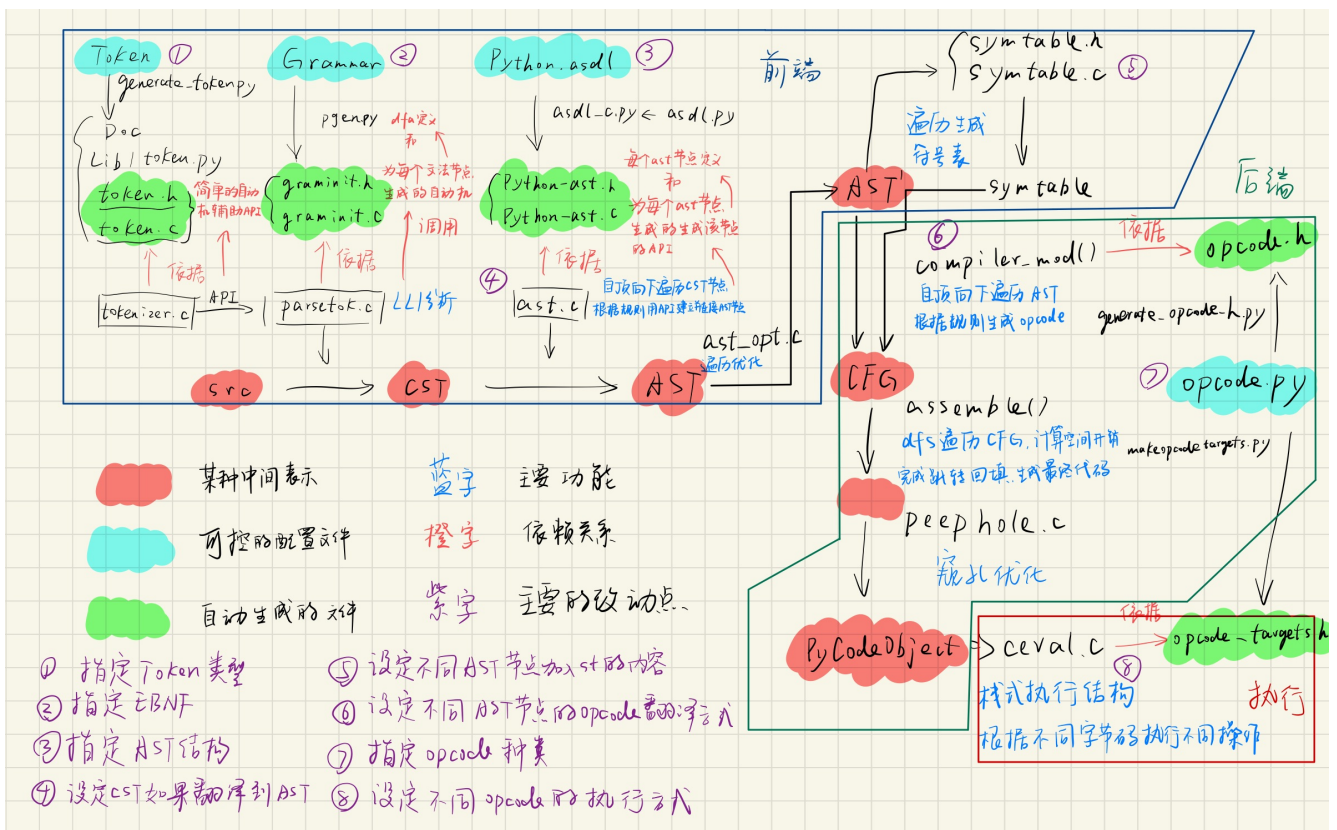 Token ①
generate_token.py
Doc
Lib / token.py
token.h
token.c
简单的自动
机辅助API
依据
tokenizer.c
API
Grammar ②
pgen.py
dfa定义
和
为每个文法节点
生成的自动机
graminit.h
graminit.c
调用
依据
parsetok.c
LL1分析
Python.asdl ③
asdl_c.py ← asdl.py
每个ast节点定义
和
为每个ast节点
生成的生成该节点
的API
Python-ast.h
Python-ast.c
依据
④
ast.c
自顶向下遍历CST节点
根据规则用API建立并链接AST节点
src
CST
AST
ast_opt.c
遍历优化
前端
symtable.h
symtable.c ⑤
遍历生成
符号表
AST'
symtable
后端
⑥
compiler_mod()
依据
opcode.h
自顶向下遍历AST
根据规则生成opcode
generate_opcode_h.py
CFG
⑦ opcode.py
assemble()
dfs遍历CFG,计算空间开销
完成跳转回填,生成最终代码
makeopcodetargets.py
peephole.c
窥孔优化
PyCodeObject
ceval.c
依据
opcode_targets.h
⑧
栈式执行结构
执行
根据不同字节码执行不同操作
某种中间表示
蓝字 主要功能
可控的配置文件
橙字 依赖关系
自动生成的文件
紫字 主要的改动点
① 指定Token类型
② 指定EBNF
③ 指定AST结构
④ 设定CST如果翻译到AST
⑤ 设定不同AST节点加入st的内容
⑥ 设定不同AST节点的opcode翻译方式
⑦ 指定opcode种类
⑧ 设定不同opcode的执行方式